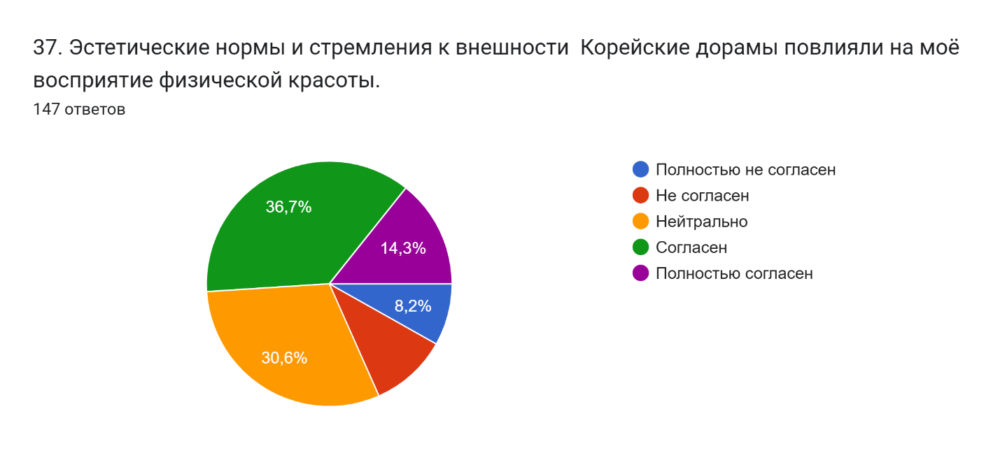 37. Эстетические нормы и стремления к внешности  Корейские дорамы повлияли на моё
восприятие физической красоты.
147 ответов
36,7%
14,3%
8,2%
30,6%
Полностью не согласен
Не согласен
Нейтрально
Согласен
Полностью согласен